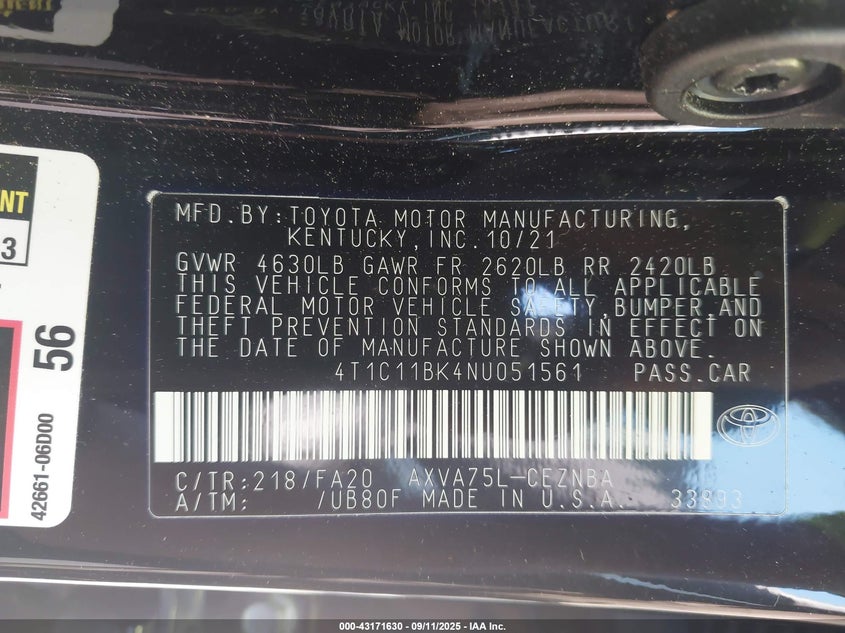 MFD.BY:TOYOTA MOTOR MANUFACTURING,
KENTUCKY,INC.10/21
GVWR 4630LB GAWR FR 2620LB RR 2420LB
THIS VEHICLE CONFORMS TO ALL APPLICABLE
FEDERAL MOTOR VEHICLE SAFETY,BUMPER,AND
THEFT PREVENTION STANDARDS IN EFFECT ON
THE DATE OF MANUFACTURE SHOWN ABOVE.
4T1C11BK4NU051561 PASS.CAR
C/TR:218/FA20 AXVA75L-CEZNBA
A/TM: /UB80F MADE IN U.S.A. 33893
3
56
42661-06D00
000-43171630 - 09/11/2025 - IAA Inc.